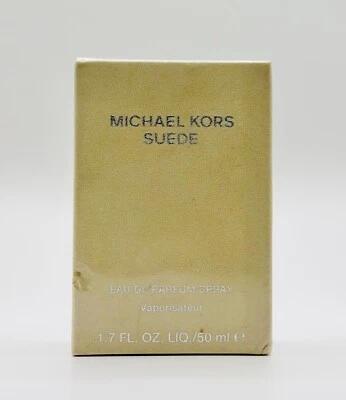 MICHAEL KORS
SUEDE
EAU DE PARFUM SPRAY
Vaporisateur
1.7 FL. OZ. LIQ./50 ml ℮